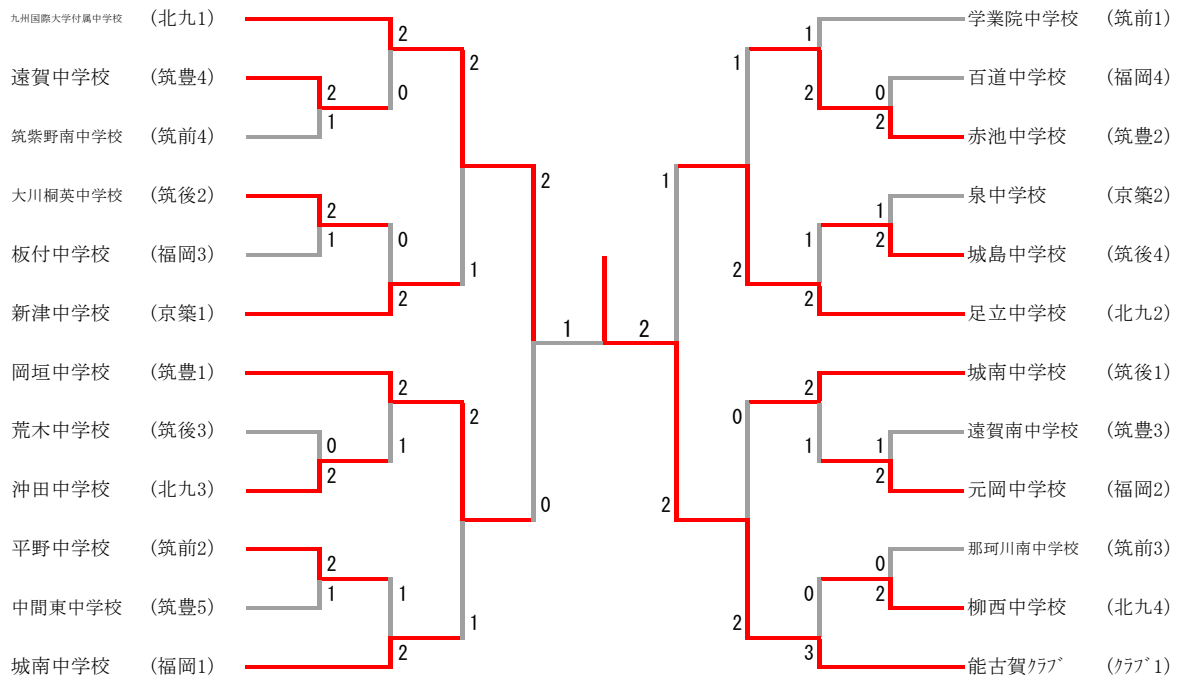 九州国際大学付属中学校 (北九1) 2 1 学業院中学校 (筑前1)
2 1
遠賀中学校 (筑豊4) 2 0 2 0 百道中学校 (福岡4)
筑紫野南中学校 (筑前4) 1 2 赤池中学校 (筑豊2)
2 1
大川桐英中学校 (筑後2) 2 1 泉中学校 (京築2)
板付中学校 (福岡3) 1 0 1 2 城島中学校 (筑後4)
1 2
新津中学校 (京築1) 2 2 足立中学校 (北九2)
1 2
岡垣中学校 (筑豊1) 2 2 城南中学校 (筑後1)
2 0
荒木中学校 (筑後3) 0 1 1 1 遠賀南中学校 (筑豊3)
沖田中学校 (北九3) 2 2 元岡中学校 (福岡2)
0 2
平野中学校 (筑前2) 2 0 那珂川南中学校 (筑前3)
中間東中学校 (筑豊5) 1 1 0 2 柳西中学校 (北九4)
1 2
城南中学校 (福岡1) 2 3 能古賀クラブ (クラブ1)